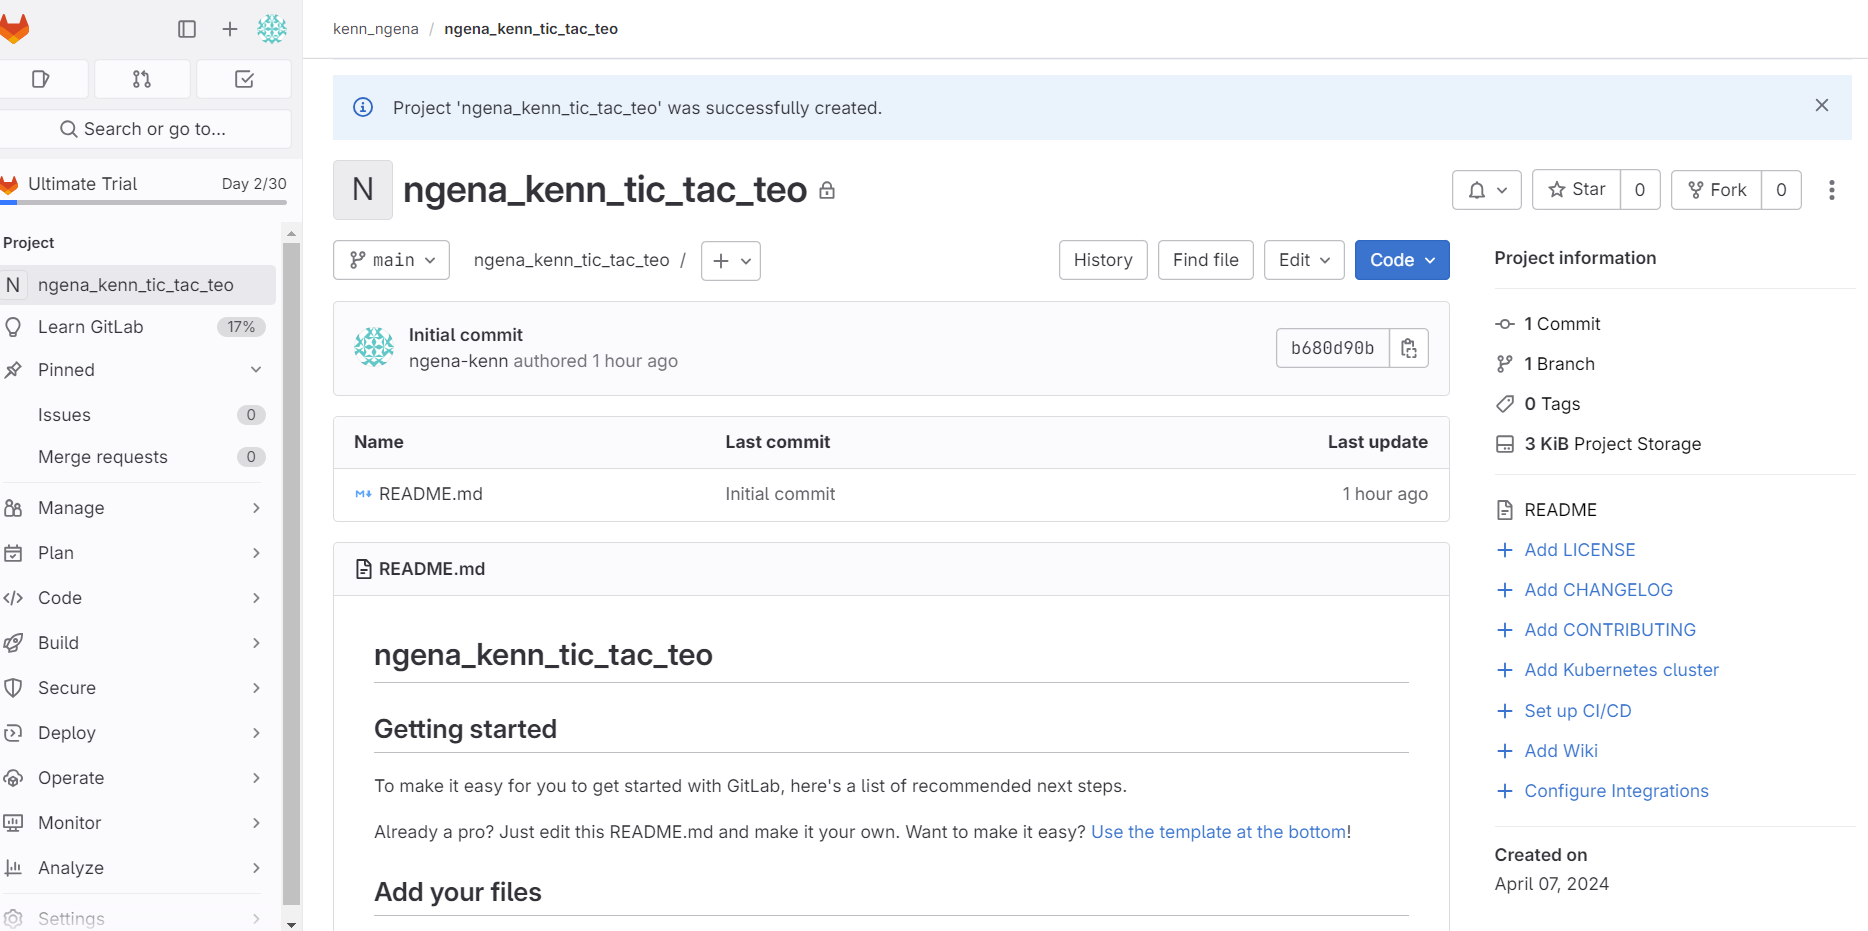 kenn_ngena / ngena_kenn_tic_tac_teo
Search or go to...
Ultimate Trial Day 2/30
Project
N ngena_kenn_tic_tac_teo
Learn GitLab 17%
Pinned
Issues 0
Merge requests 0
Manage
Plan
Code
Build
Secure
Deploy
Operate
Monitor
Analyze
Settings
Project 'ngena_kenn_tic_tac_teo' was successfully created.
N ngena_kenn_tic_tac_teo
Star 0 Fork 0
main ngena_kenn_tic_tac_teo / +
History Find file Edit Code
Initial commit
ngena-kenn authored 1 hour ago
b680d90b
Name Last commit Last update
README.md Initial commit 1 hour ago
README.md
ngena_kenn_tic_tac_teo
Getting started
To make it easy for you to get started with GitLab, here's a list of recommended next steps.
Already a pro? Just edit this README.md and make it your own. Want to make it easy? Use the template at the bottom!
Add your files
Project information
1 Commit
1 Branch
0 Tags
3 KiB Project Storage
README
+ Add LICENSE
+ Add CHANGELOG
+ Add CONTRIBUTING
+ Add Kubernetes cluster
+ Set up CI/CD
+ Add Wiki
+ Configure Integrations
Created on
April 07, 2024